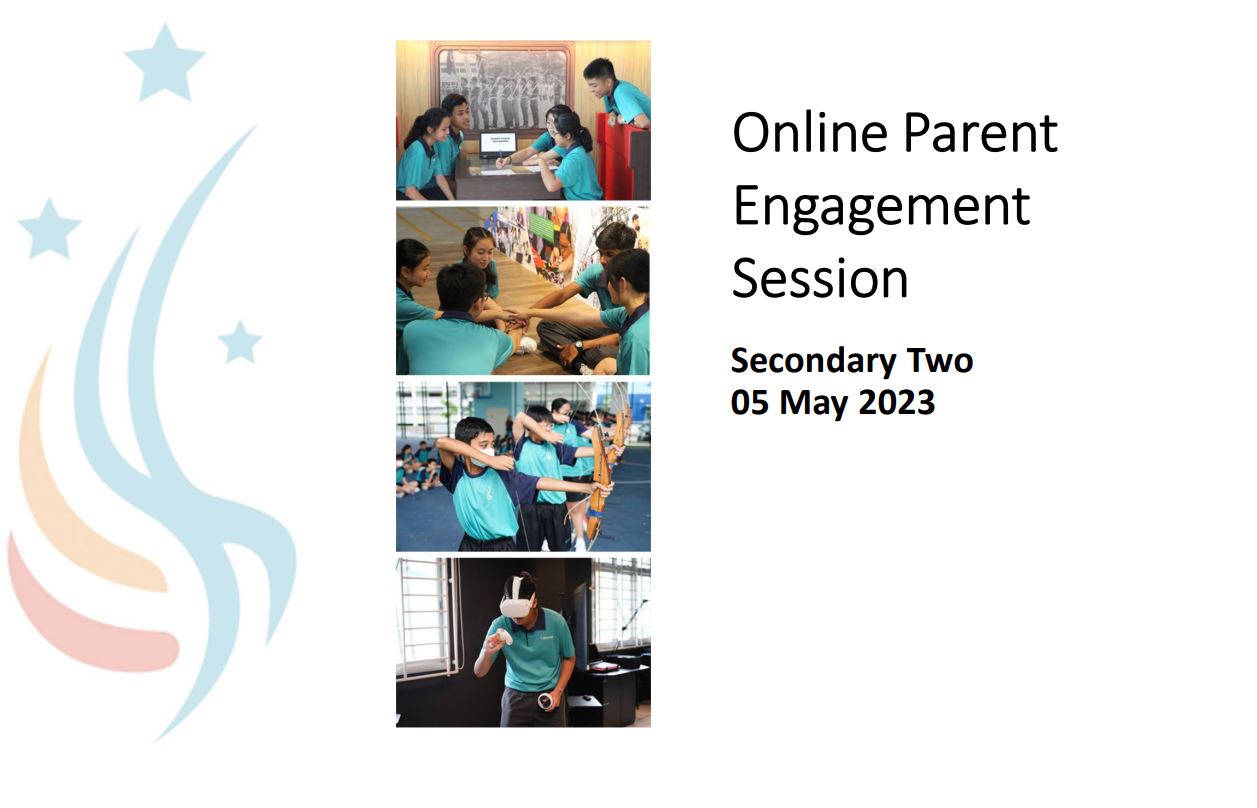 Online Parent
Engagement
Session
Secondary Two
05 May 2023